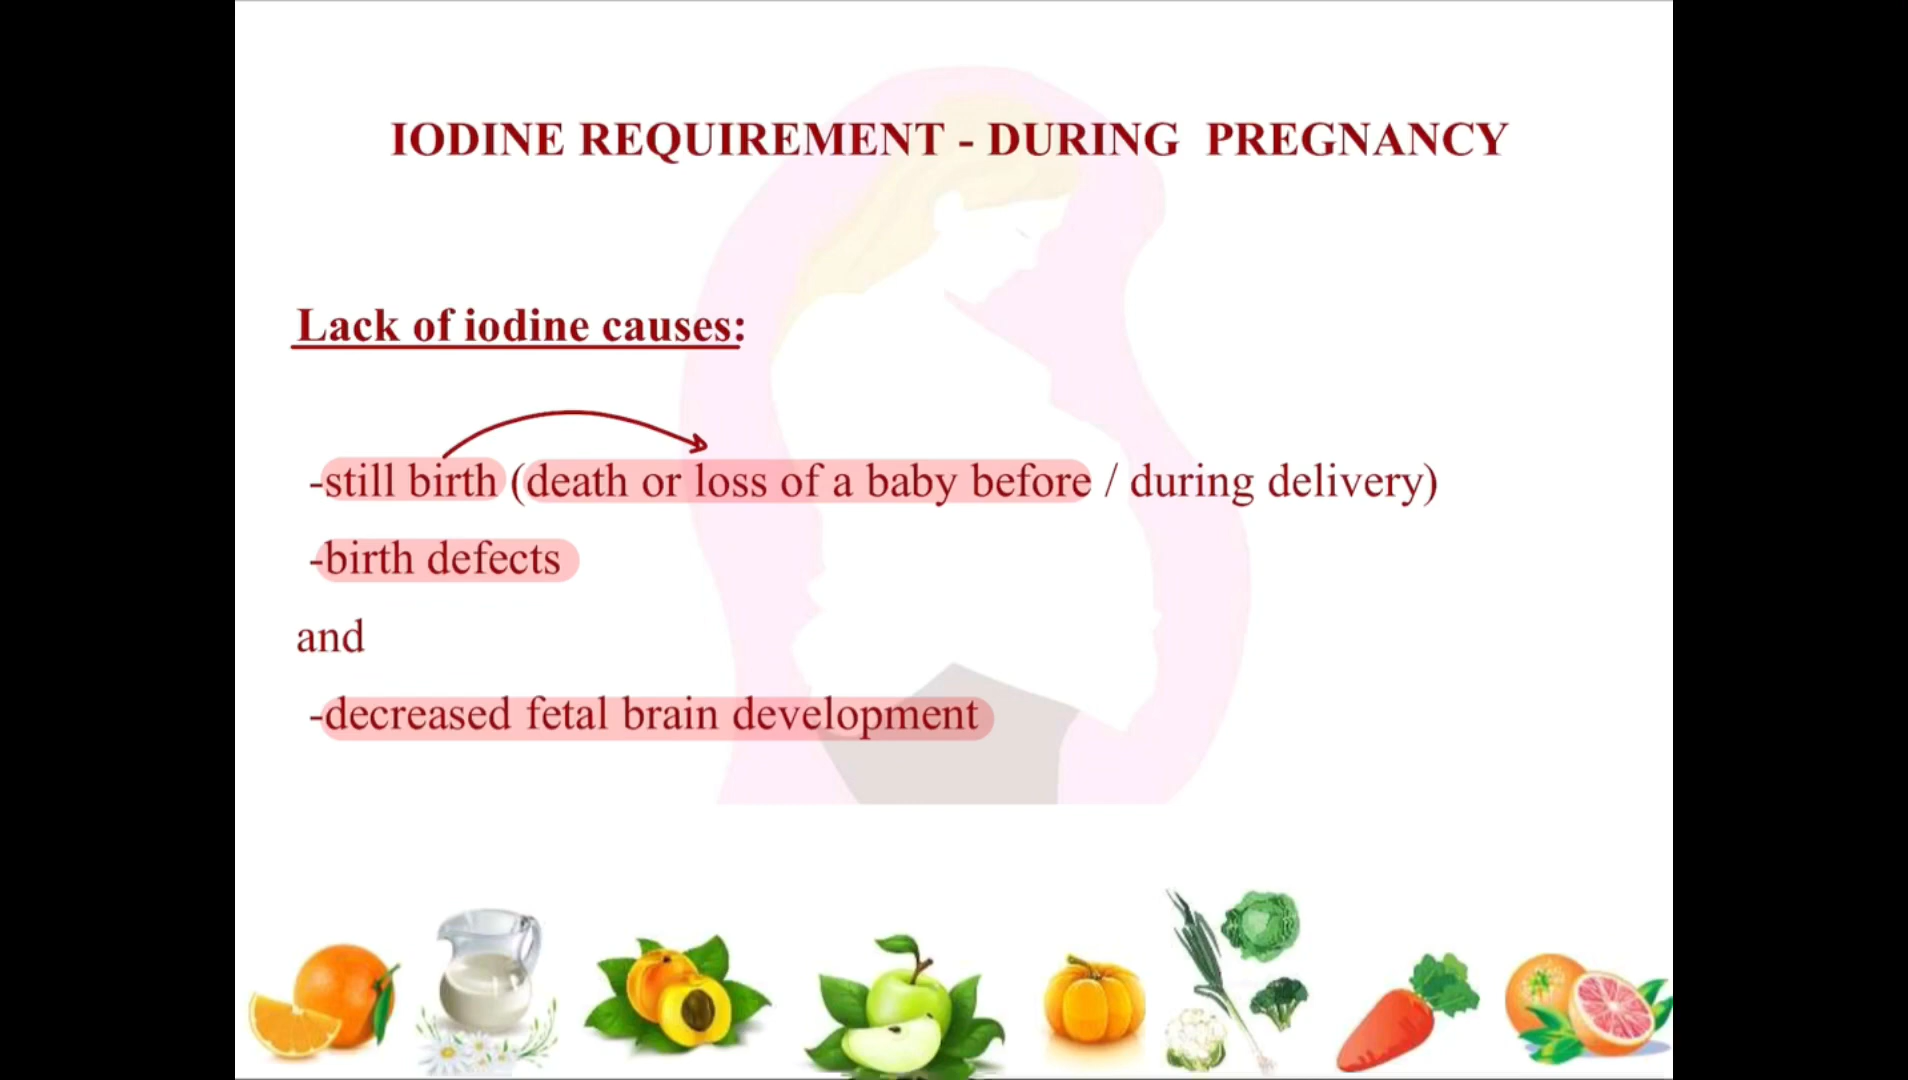 IODINE REQUIREMENT - DURING PREGNANCY
Lack of iodine causes:
-still birth (death or loss of a baby before / during delivery)
-birth defects
and
-decreased fetal brain development